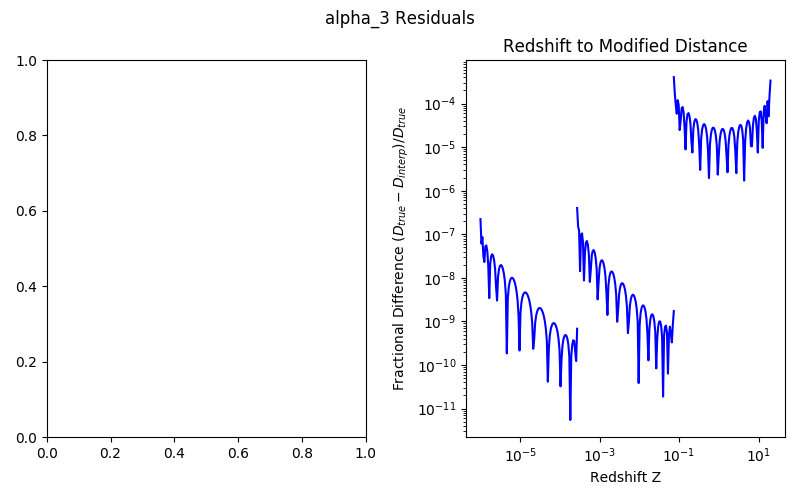 alpha_3 Residuals
Redshift to Modified Distance
1.0
0.8
0.6
0.4
0.2
0.0
0.0 0.2 0.4 0.6 0.8 1.0
Fractional Difference $(D_{true} - D_{interp})/D_{true}$
10⁻⁴
10⁻⁵
10⁻⁶
10⁻⁷
10⁻⁸
10⁻⁹
10⁻¹⁰
10⁻¹¹
10⁻⁵ 10⁻³ 10⁻¹ 10¹
Redshift Z